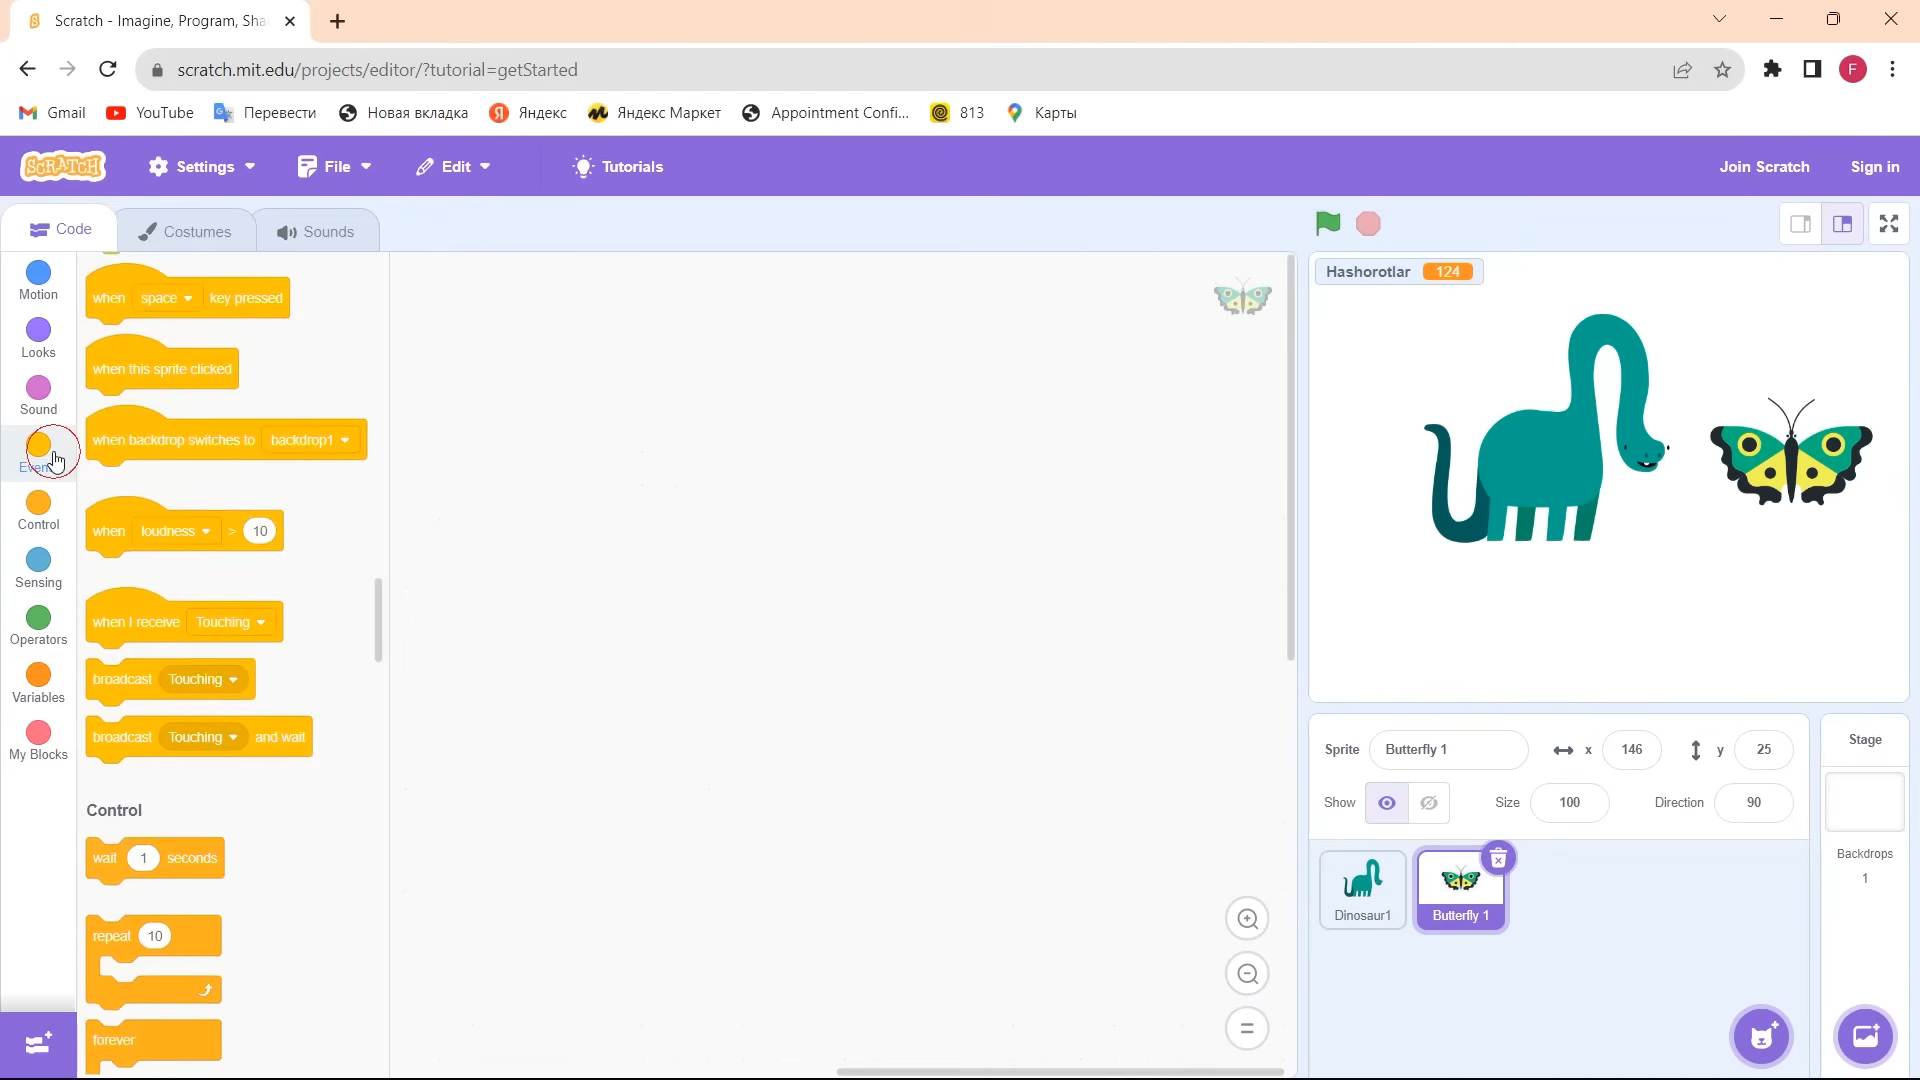 Scratch - Imagine, Program, Sha
scratch.mit.edu/projects/editor/?tutorial=getStarted
F
Gmail
YouTube
Перевести
Новая вкладка
Яндекс
Яндекс Маркет
Appointment Confi...
813
Карты
SCRATCH
Settings
File
Edit
Tutorials
Join Scratch
Sign in
Code
Costumes
Sounds
Motion
Looks
Sound
Control
Sensing
Operators
Variables
My Blocks
when space key pressed
when this sprite clicked
when backdrop switches to backdrop1
when loudness > 10
when I receive Touching
broadcast Touching
broadcast Touching and wait
Control
wait 1 seconds
repeat 10
forever
Hashorotlar 124
Sprite Butterfly 1 x 146 y 25
Show Size 100 Direction 90
Dinosaur1
Butterfly 1
Stage
Backdrops
1